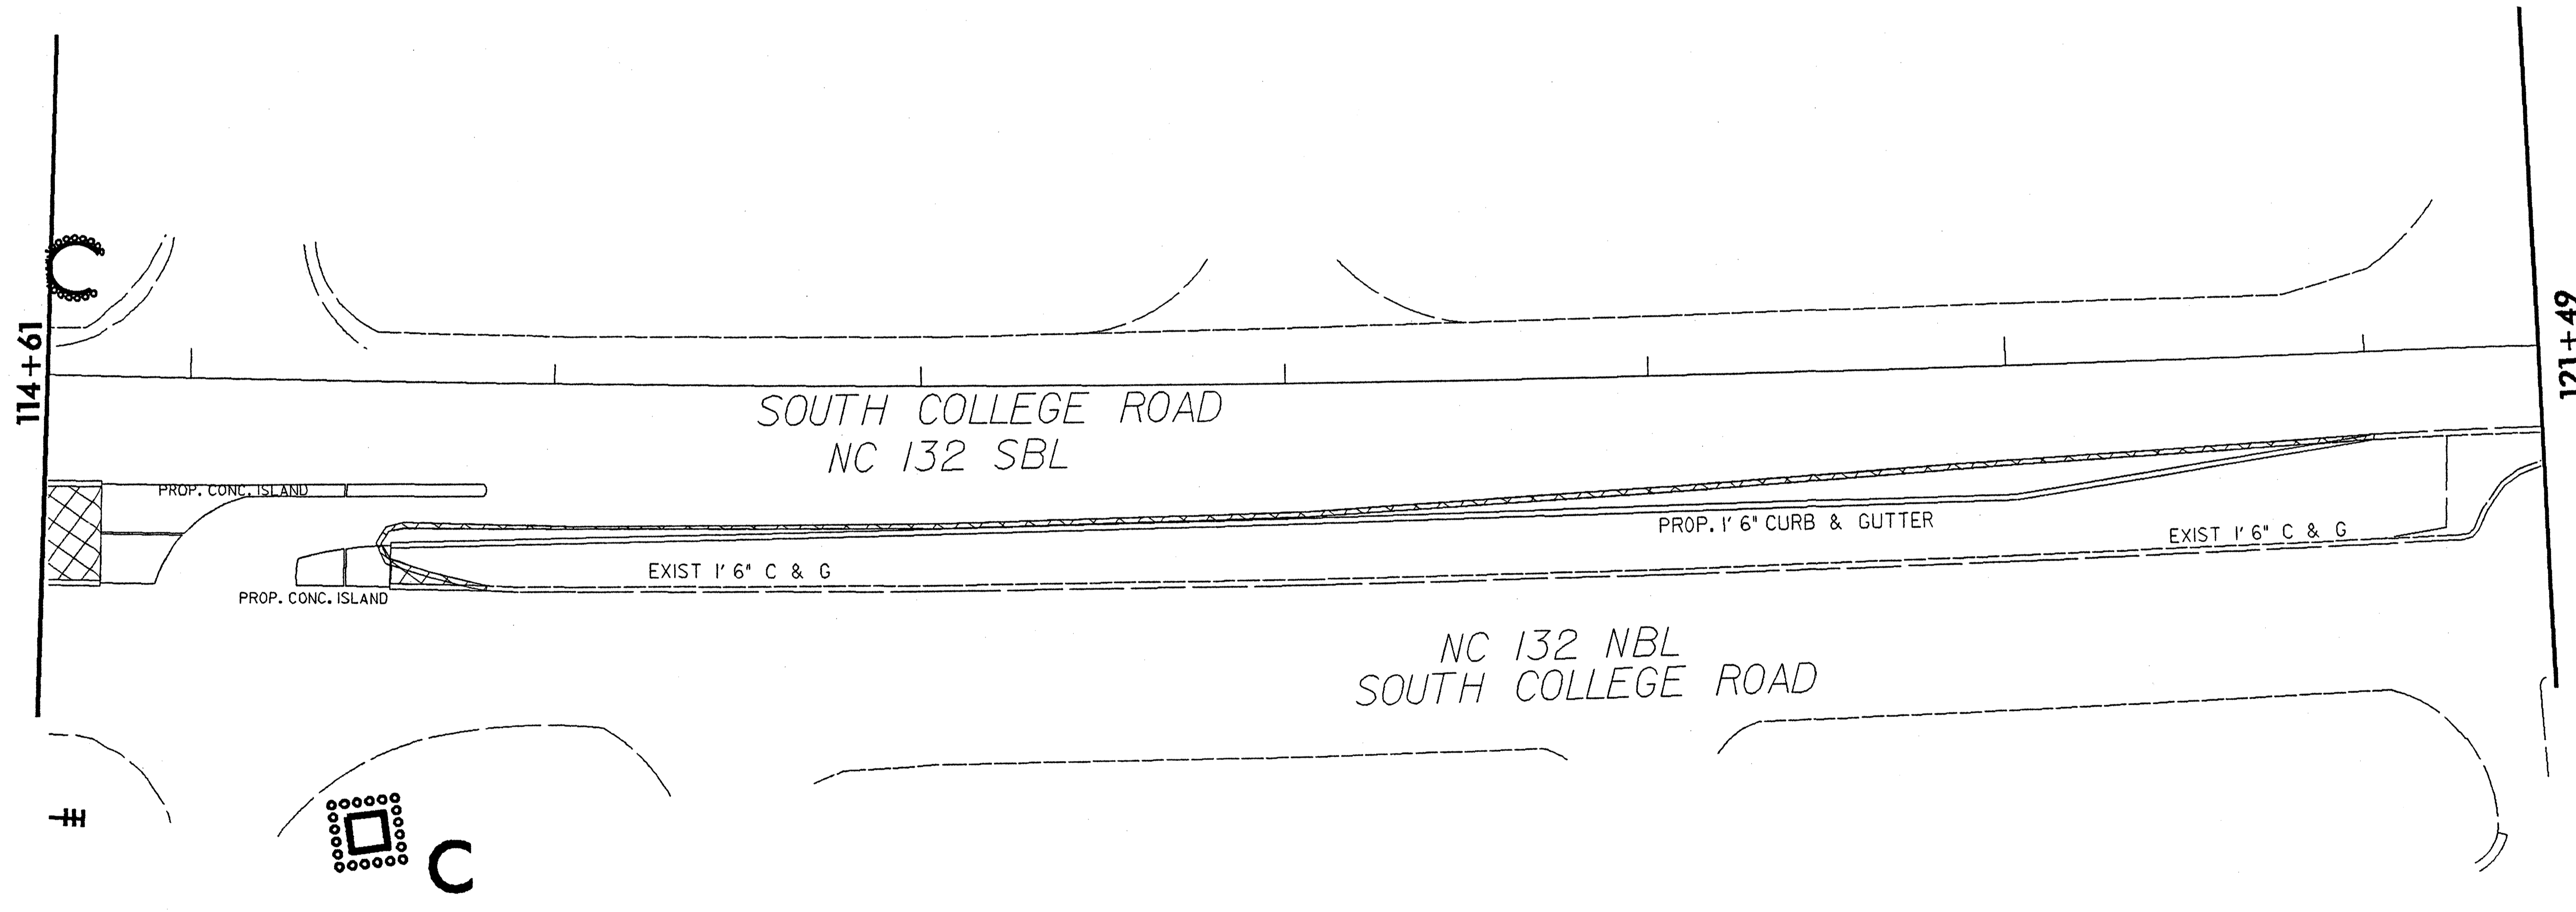 114+61
121+49
C
SOUTH COLLEGE ROAD
NC 132 SBL
PROP. CONC. ISLAND
PROP. 1' 6" CURB & GUTTER
EXIST 1' 6" C & G
EXIST 1' 6" C & G
PROP. CONC. ISLAND
NC 132 NBL
SOUTH COLLEGE ROAD
C